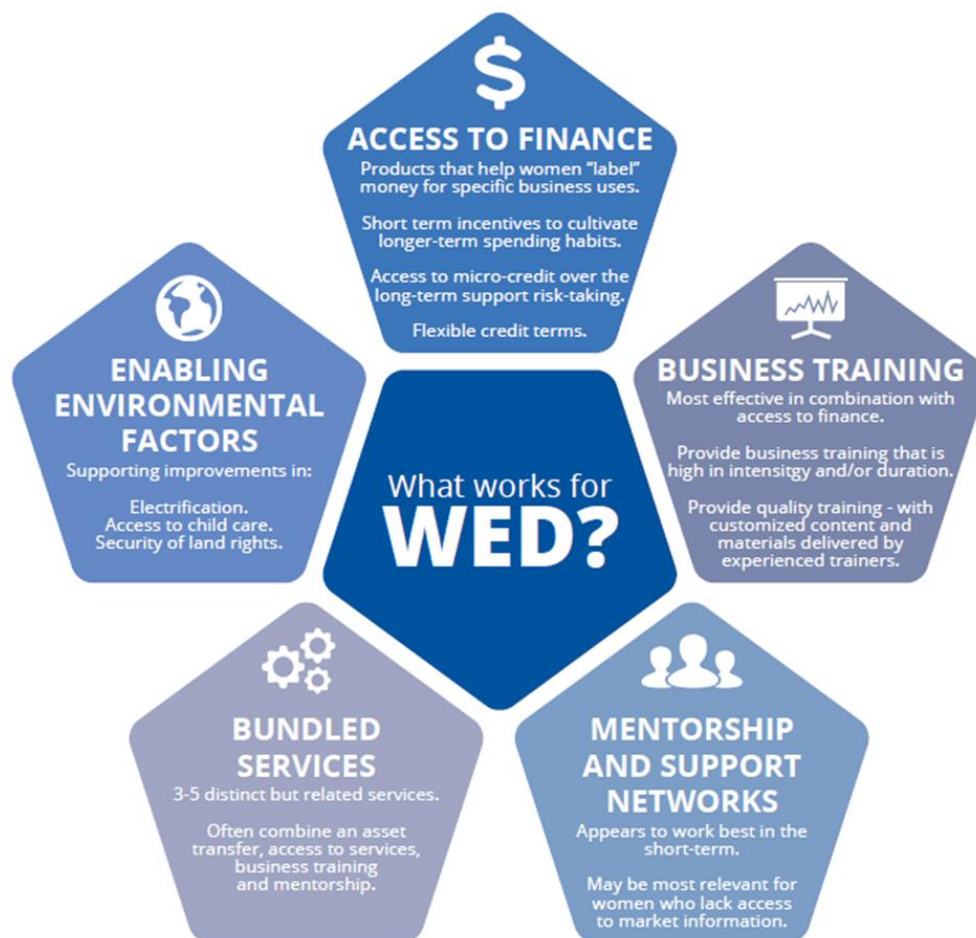 $
ACCESS TO FINANCE
Products that help women “label”
money for specific business uses.
Short term incentives to cultivate
longer-term spending habits.
Access to micro-credit over the
long-term support risk-taking.
Flexible credit terms.
ENABLING
ENVIRONMENTAL
FACTORS
Supporting improvements in:
Electrification.
Access to child care.
Security of land rights.
What works for
WED?
BUSINESS TRAINING
Most effective in combination with
access to finance.
Provide business training that is
high in intensitgy and/or duration.
Provide quality training - with
customized content and
materials delivered by
experienced trainers.
BUNDLED
SERVICES
3-5 distinct but related services.
Often combine an asset
transfer, access to services,
business training
and mentorship.
MENTORSHIP
AND SUPPORT
NETWORKS
Appears to work best in the
short-term.
May be most relevant for
women who lack access
to market information.